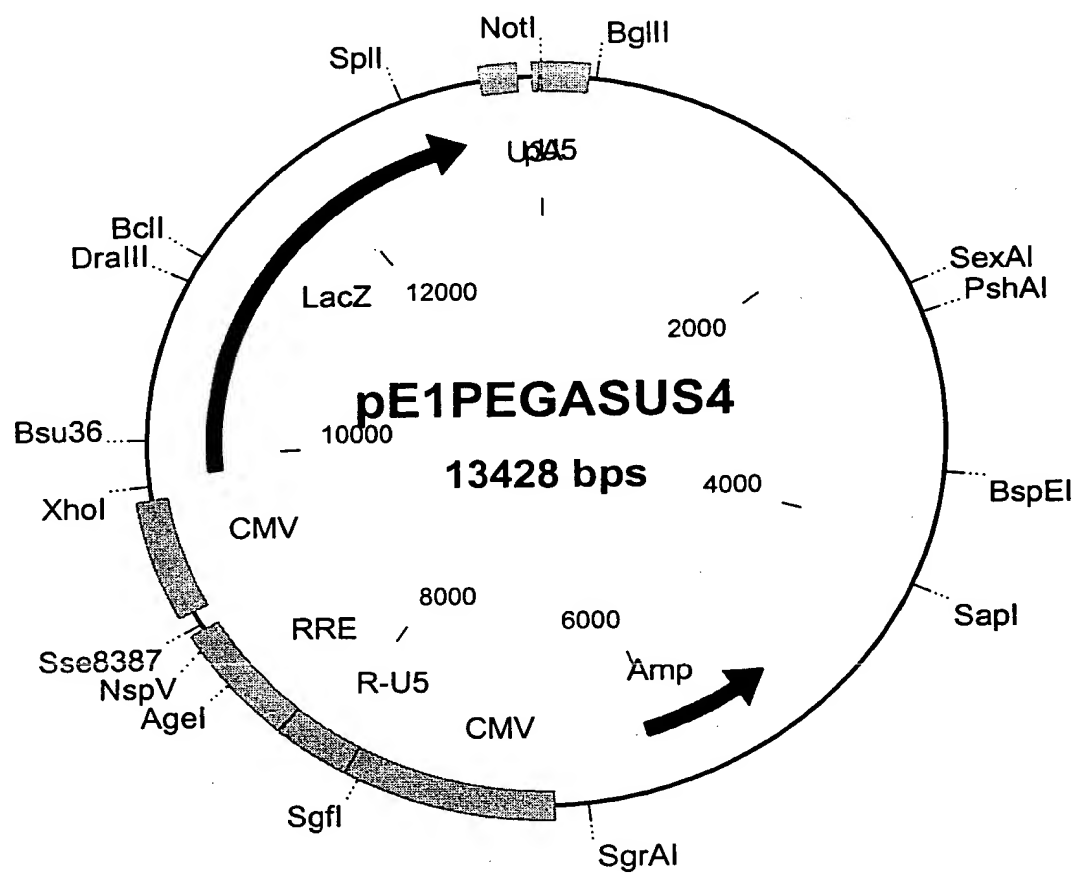 NotI
BglII
SplI
BclI
DraIII
LacZ
12000
SexAI
PshAI
2000
pE1PEGASUS4
13428 bps
Bsu36
10000
XhoI
4000
BspEI
CMV
8000
6000
SapI
RRE
Sse8387
NspV
AgeI
R-U5
Amp
CMV
SgfI
SgrAI